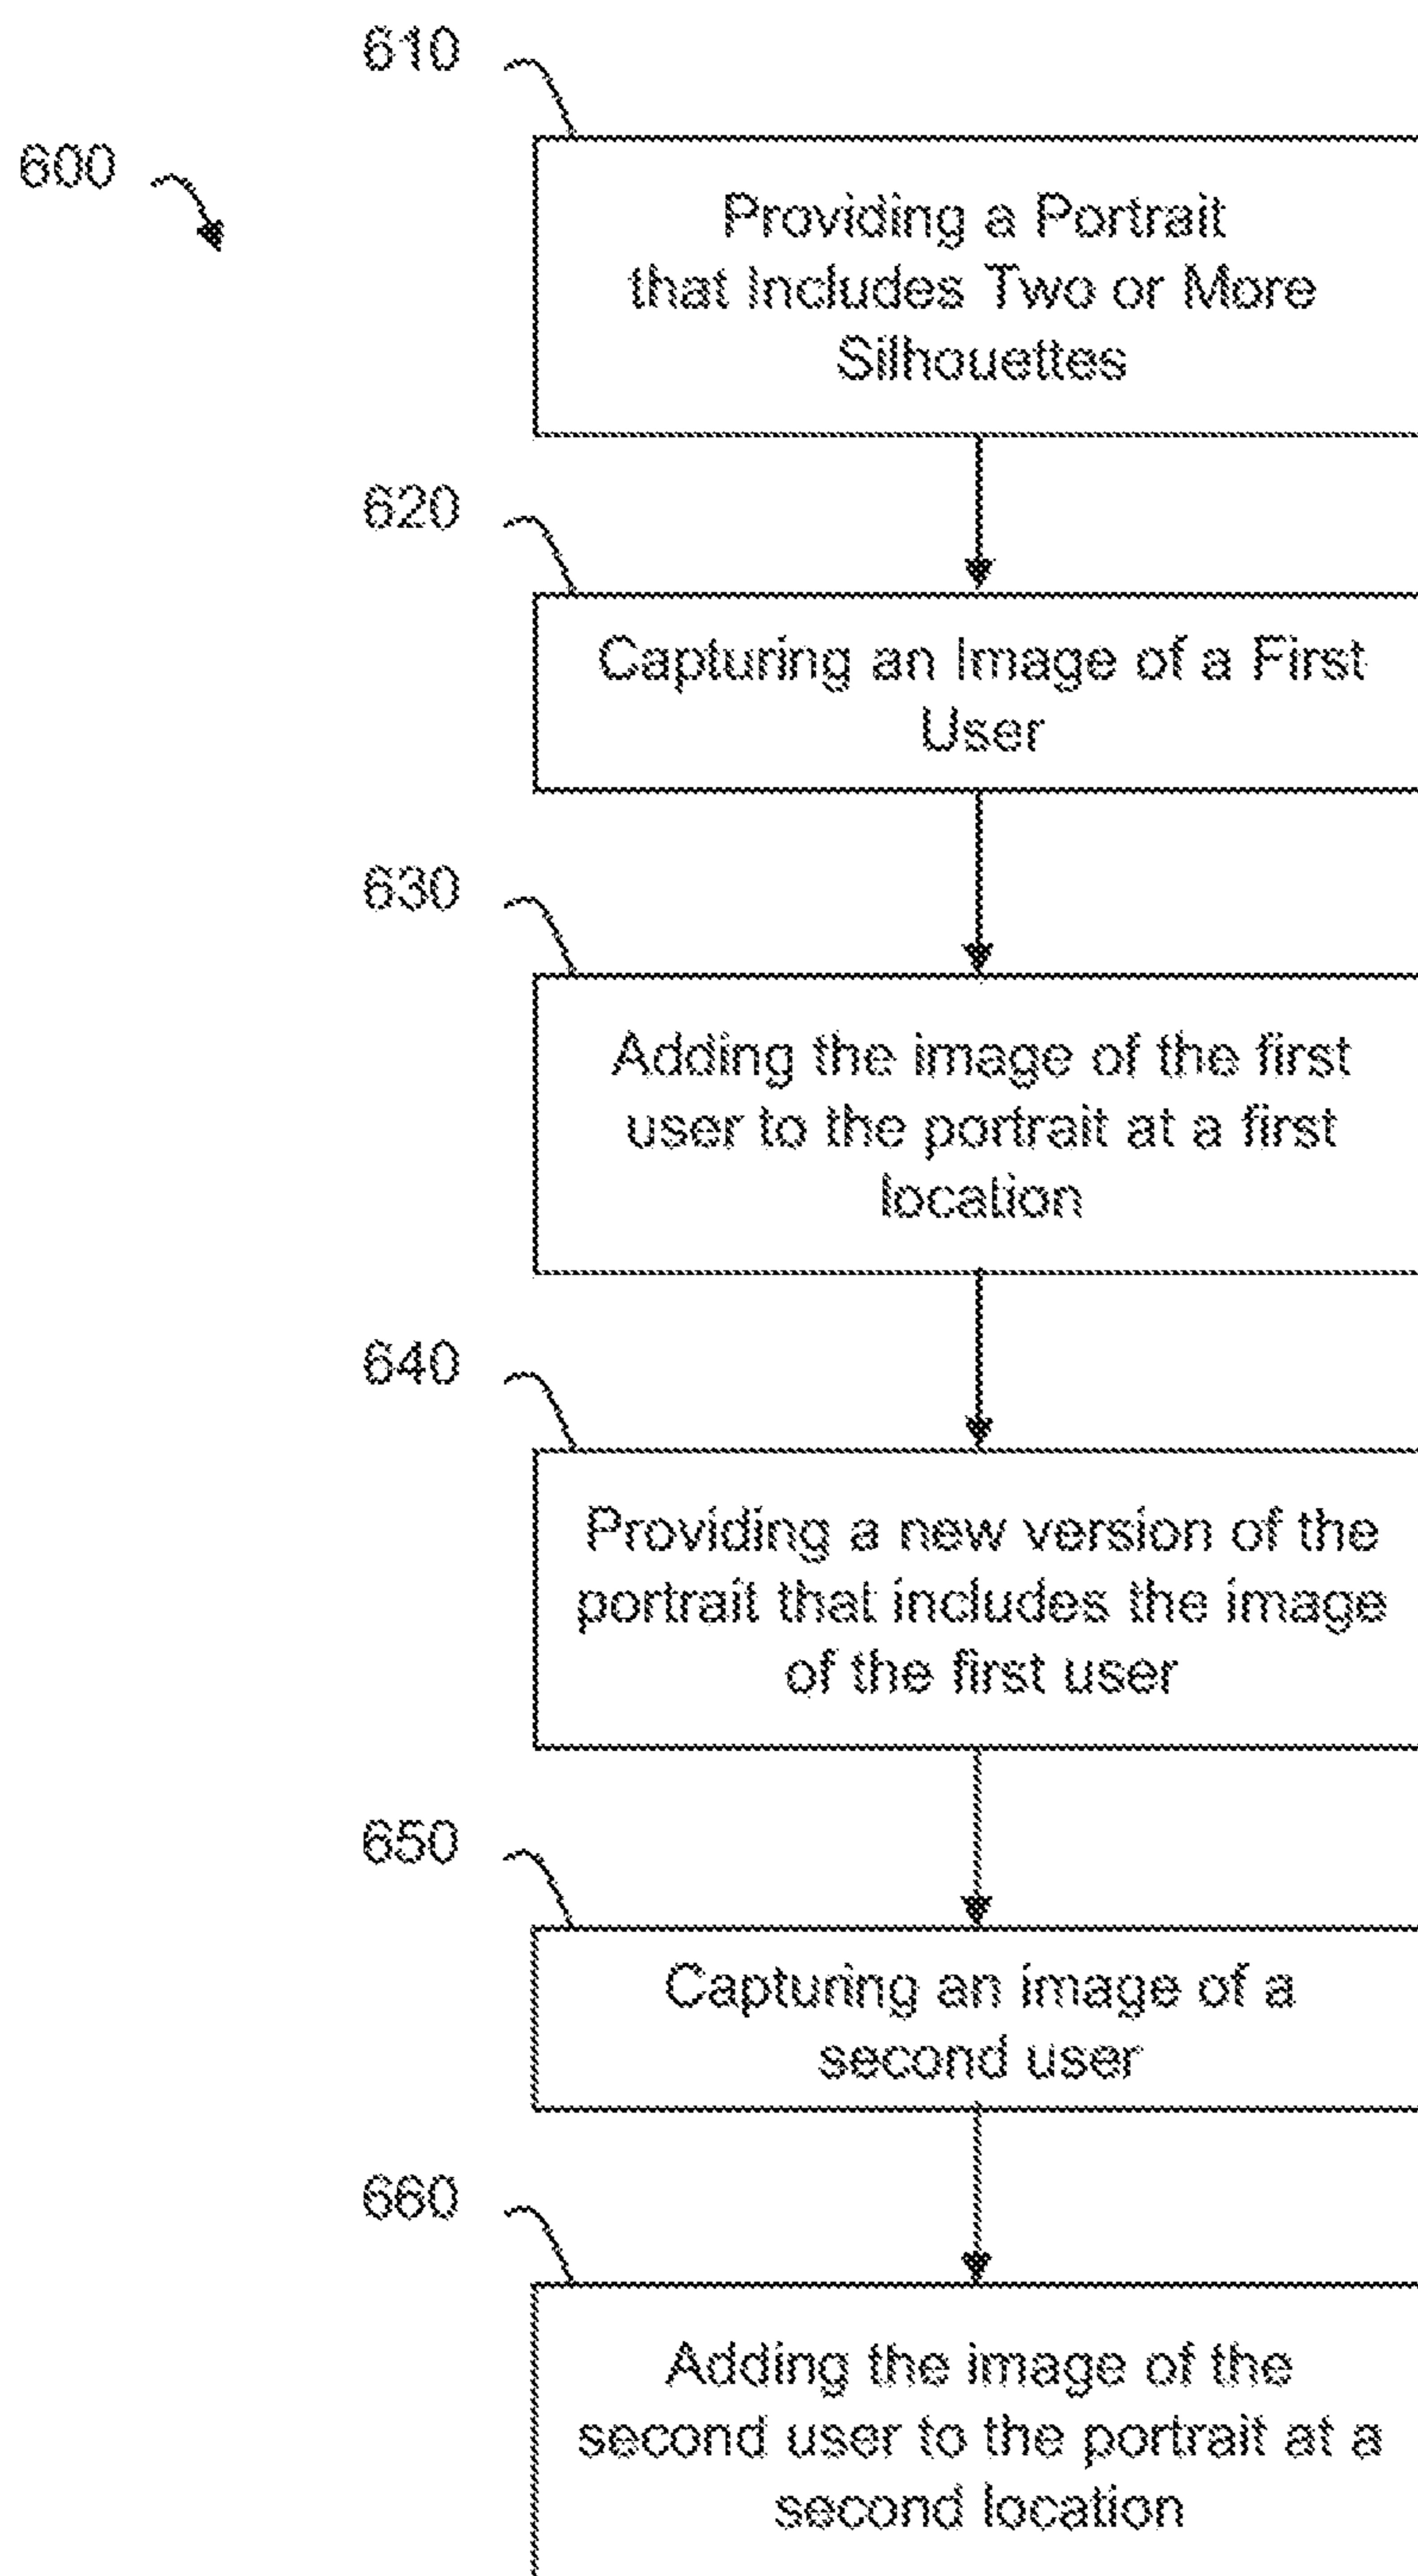 610
600
Providing a Portrait
that Includes Two or More
Silhouettes
620
Capturing an Image of a First
User
630
Adding the image of the first
user to the portrait at a first
location
640
Providing a new version of the
portrait that includes the image
of the first user
650
Capturing an image of a
second user
660
Adding the image of the
second user to the portrait at a
second location